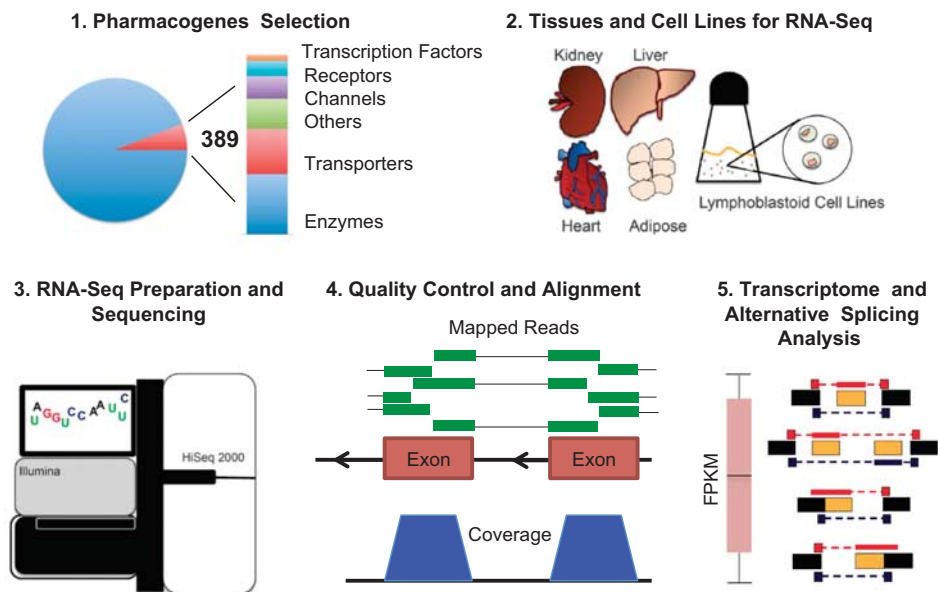 1. Pharmacogenes Selection
389
Transcription Factors
Receptors
Channels
Others
Transporters
Enzymes
2. Tissues and Cell Lines for RNA-Seq
Kidney
Liver
Heart
Adipose
Lymphoblastoid Cell Lines
3. RNA-Seq Preparation and
Sequencing
UAGGUCCAAUUC
Illumina
HiSeq 2000
4. Quality Control and Alignment
Mapped Reads
Exon
Exon
Coverage
5. Transcriptome and
Alternative Splicing
Analysis
FPKM